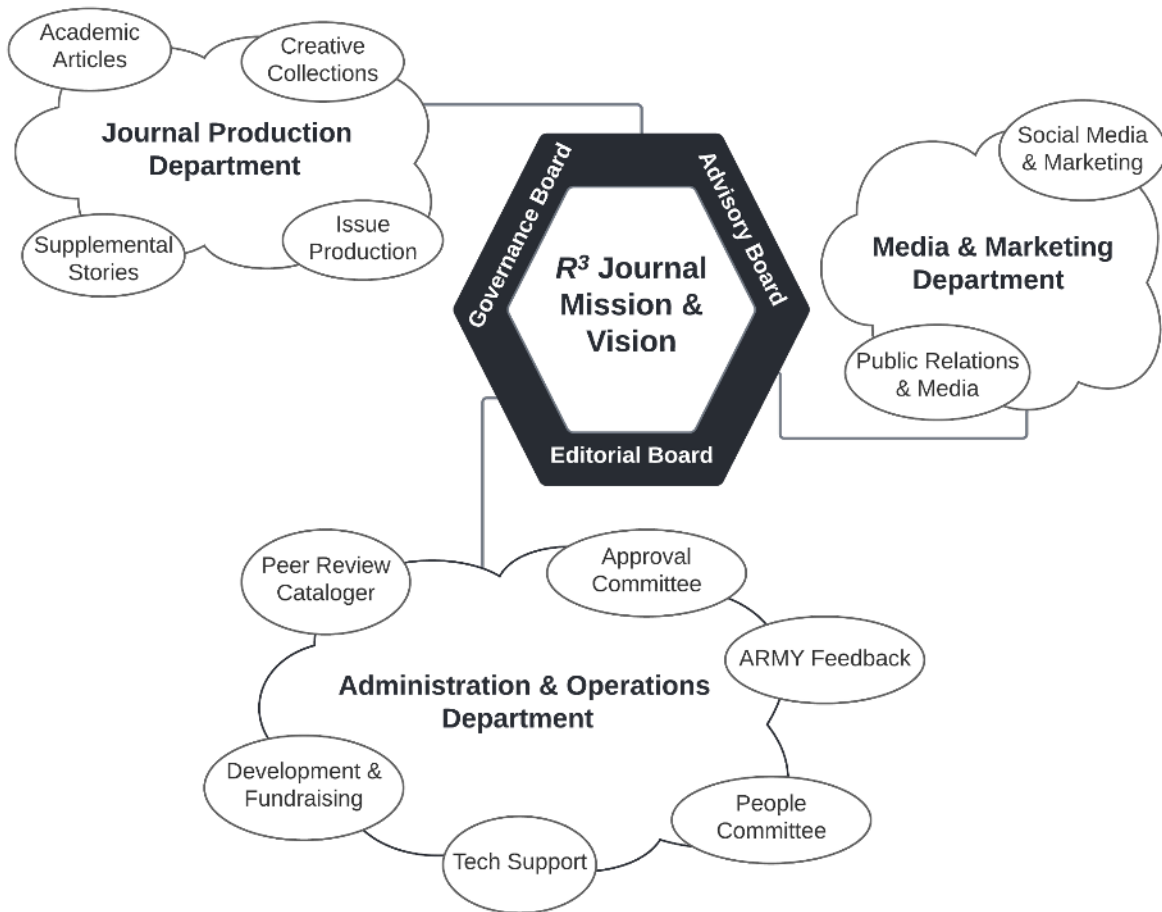 Academic
Articles
Creative
Collections
Journal Production
Department
Supplemental
Stories
Issue
Production
Governance Board
Advisory Board
R³ Journal
Mission &
Vision
Editorial Board
Social Media
& Marketing
Media & Marketing
Department
Public Relations
& Media
Peer Review
Cataloger
Approval
Committee
ARMY Feedback
Administration & Operations
Department
Development &
Fundraising
People
Committee
Tech Support